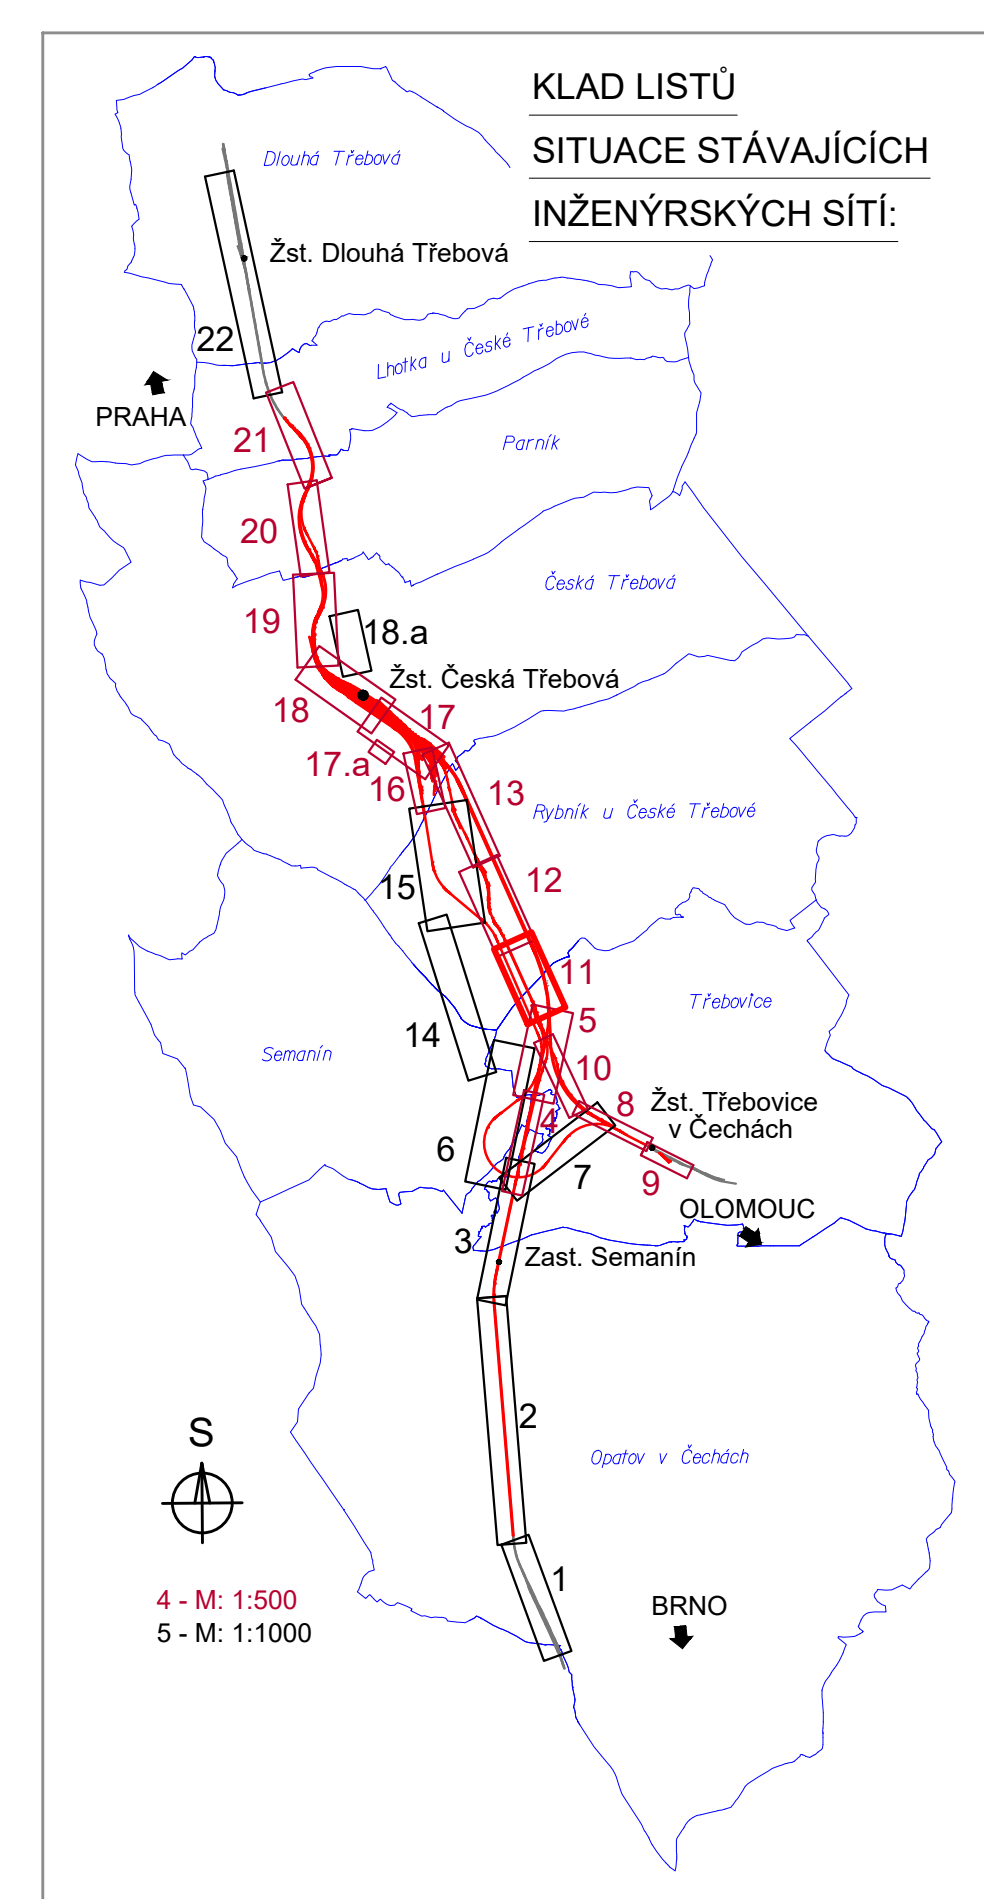 KLAD LISTŮ
SITUACE STÁVAJÍCÍCH
INŽENÝRSKÝCH SÍTÍ:
Dlouhá Třebová
Žst. Dlouhá Třebová
22
Lhotka u České Třebové
PRAHA
21
Parník
20
Česká Třebová
19
18.a
Žst. Česká Třebová
18
17
17.a
16
13
Rybník u České Třebové
15
12
11
Třebovice
5
14
Semanín
10
8
Žst. Třebovice
v Čechách
4
6
7
9
OLOMOUC
3
Zast. Semanín
2
S
Opatov v Čechách
1
4 - M: 1:500
BRNO
5 - M: 1:1000